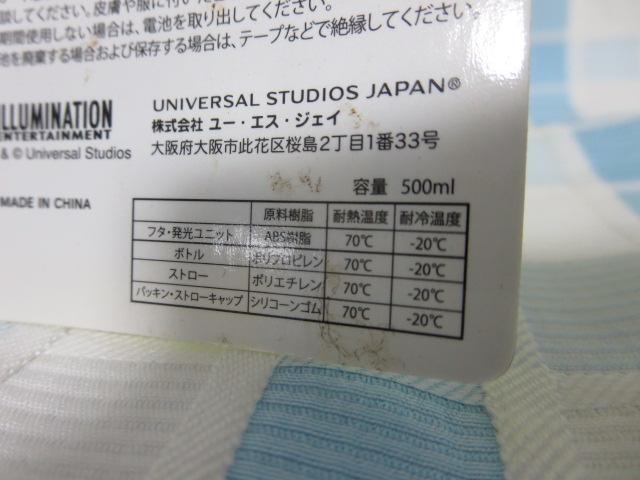 談してください。皮膚や服に付い
期間使用しない場合は、電池を取り出してください。
池を廃棄する場合および保存する場合は、テープなどで絶縁してください。
ILLUMINATION
ENTERTAINMENT
& © Universal Studios
UNIVERSAL STUDIOS JAPAN®
株式会社 ユー・エス・ジェイ
大阪府大阪市此花区桜島2丁目1番33号
MADE IN CHINA
容量 500ml
原料樹脂 耐熱温度 耐冷温度
フタ・発光ユニット ABS樹脂 70℃ -20℃
ボトル ポリプロピレン 70℃ -20℃
ストロー ポリエチレン 70℃ -20℃
パッキン・ストローキャップ シリコーンゴム 70℃ -20℃